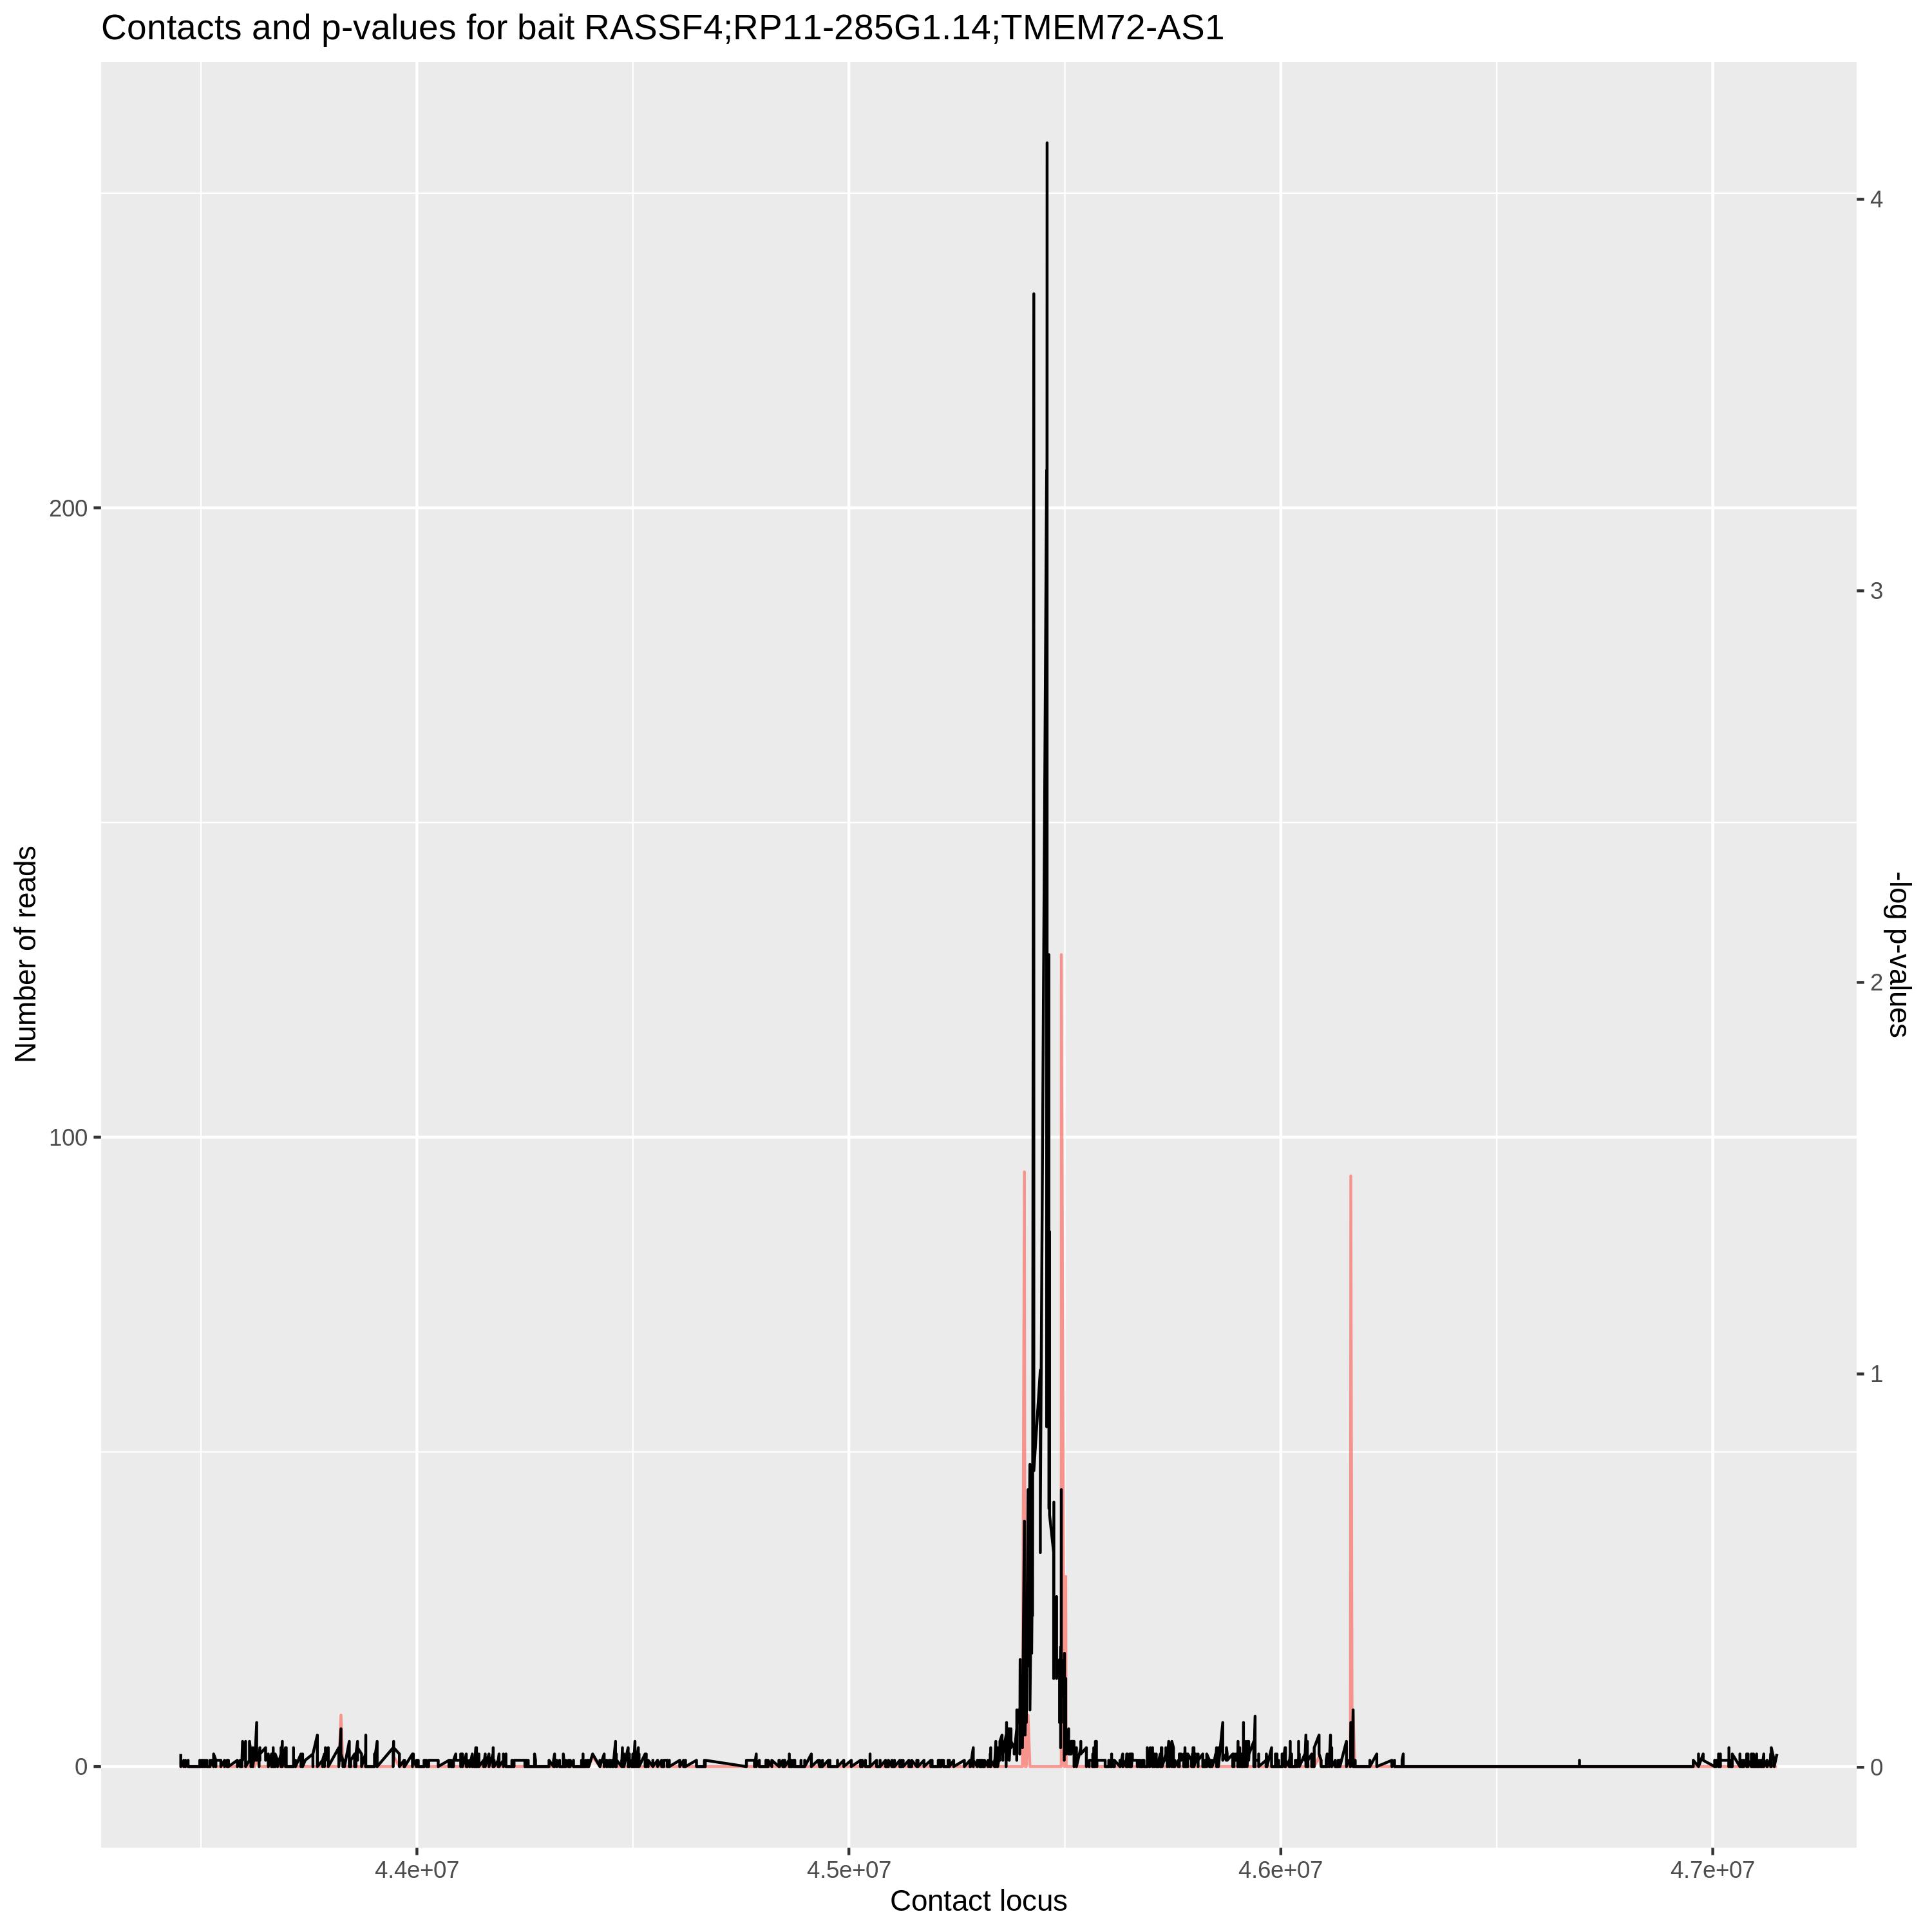 Contacts and p-values for bait RASSF4;RP11-285G1.14;TMEM72-AS1
Number of reads
200
100
0
4
3
2
1
0
-log p-values
4.4e+07
4.5e+07
4.6e+07
4.7e+07
Contact locus